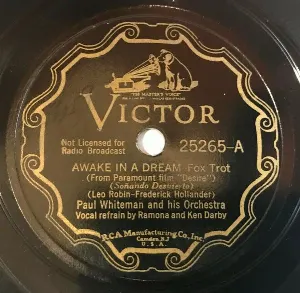 "HIS MASTER'S VOICE"
VICTOR
Not Licensed for
Radio Broadcast
25265-A
AWAKE IN A DREAM-Fox Trot
(From Paramount film "Desire")
(Soñando Despierto)
(Leo Robin-Frederick Hollander)
Paul Whiteman and his Orchestra
Vocal refrain by Ramona and Ken Darby
R.C.A. Manufacturing Co., Inc.
Camden, N.J.
U.S.A.